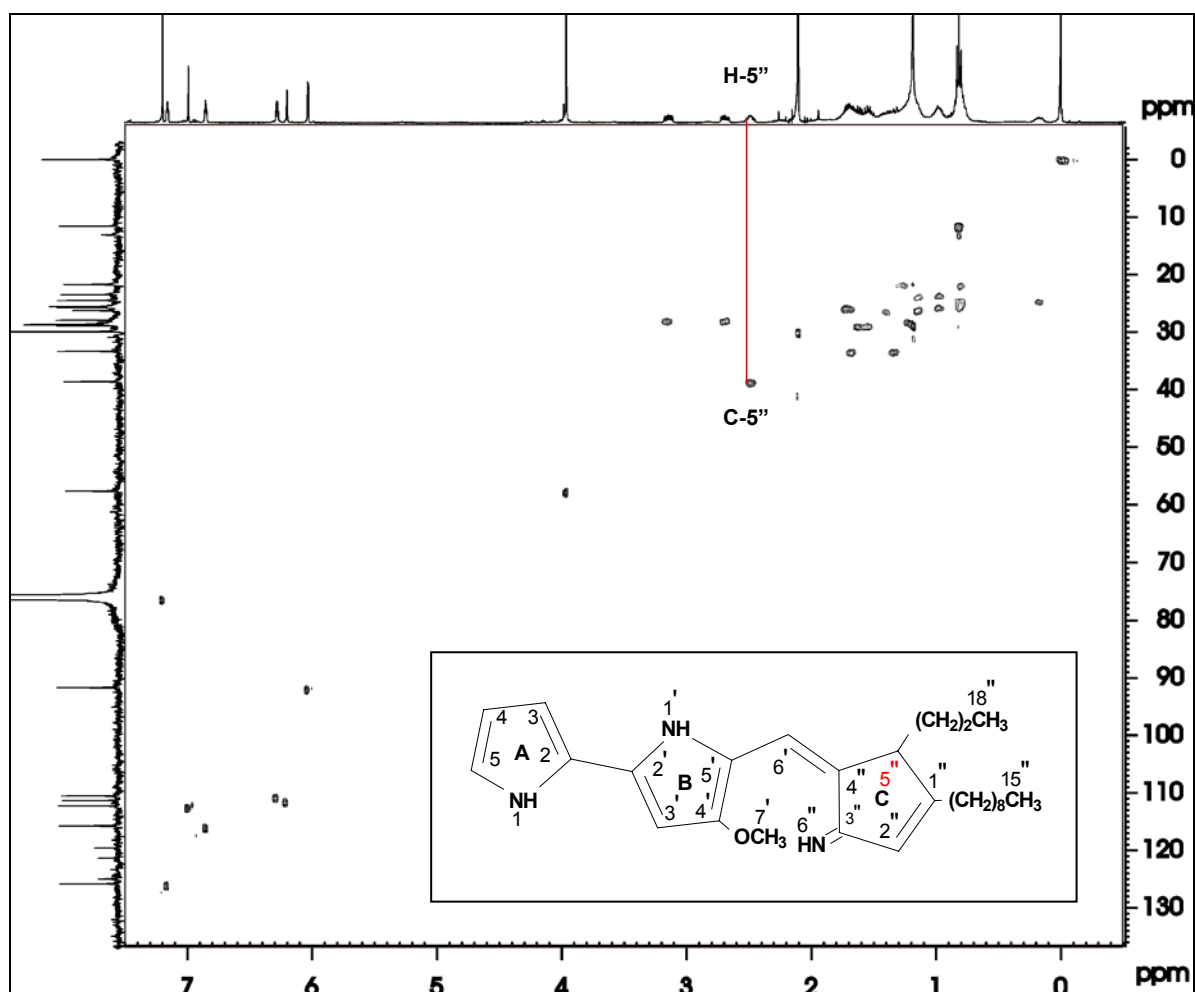 H-5”
ppm
0
10
20
30
40
C-5”
50
60
70
80
90
100
110
120
130
18"
1'
(CH₂)₂CH₃
NH
4 3
6'
5"
A
5 2
2' 5'
4" 1" 15"
B
C
(CH₂)₈CH₃
NH
1
3' 4'
7'
6" 3" 2"
OCH₃
HN
7 6 5 4 3 2 1 0 ppm